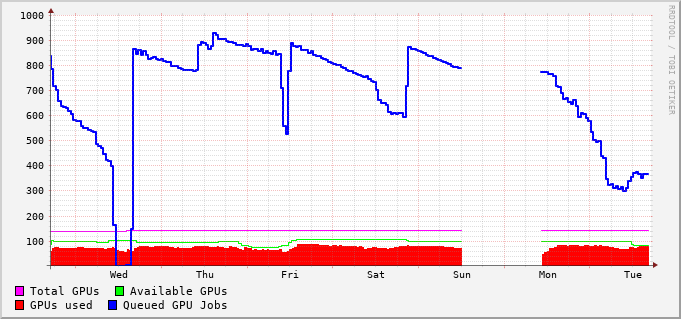 1000
900
800
700
600
500
400
300
200
100
Wed Thu Fri Sat Sun Mon Tue
Total GPUs Available GPUs
GPUs used Queued GPU Jobs
RRDTOOL / TOBI OETIKER